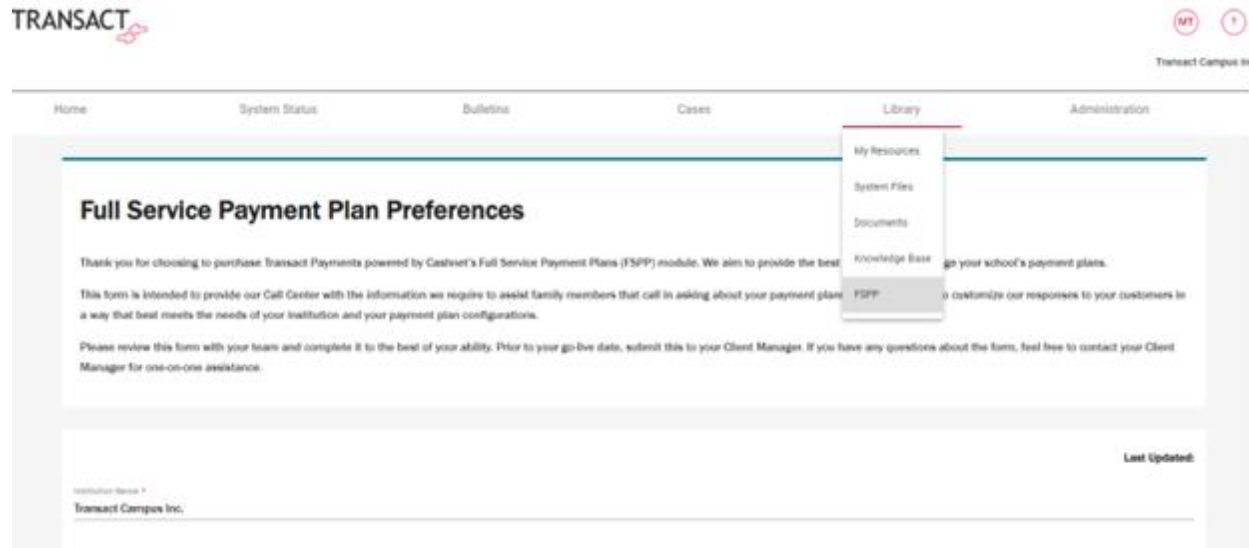 TRANSACT
MT
?
Transact Campus In
Home
System Status
Bulletins
Cases
Library
Administration
My Resources
System Files
Documents
Knowledge Base
FSPP
Full Service Payment Plan Preferences
Thank you for choosing to purchase Transact Payments powered by Cashnet's Full Service Payment Plans (FSPP) module. We aim to provide the best ge your school's payment plans.
This form is intended to provide our Call Center with the information we require to assist family members that call in asking about your payment plans o customize our responses to your customers in
a way that best meets the needs of your institution and your payment plan configurations.
Please review this form with your team and complete it to the best of your ability. Prior to your go-live date, submit this to your Client Manager. If you have any questions about the form, feel free to contact your Client
Manager for one-on-one assistance.
Last Updated:
Institution Name *
Transact Campus Inc.